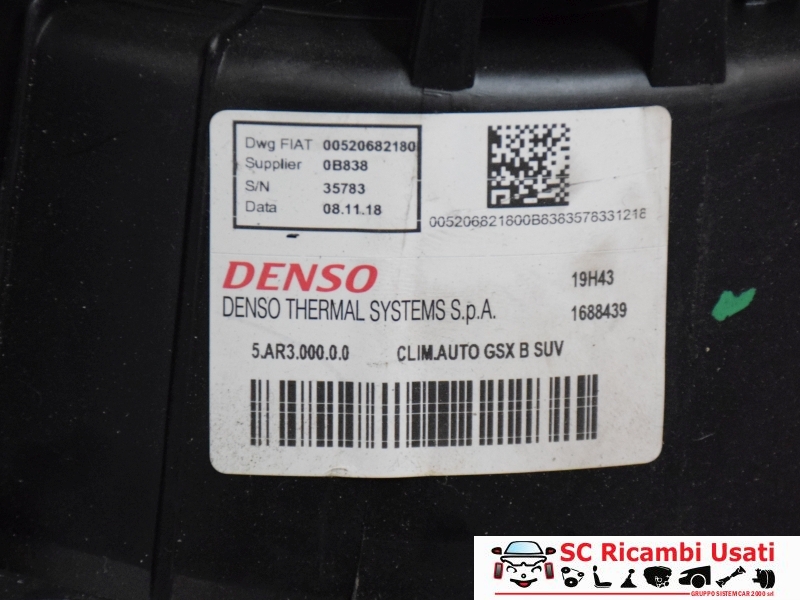 Dwg FIAT 00520682180
Supplier 0B838
S/N 35783
Data 08.11.18
005206821800B8383578331218
DENSO
19H43
DENSO THERMAL SYSTEMS S.p.A.
1688439
5.AR3.000.0.0 CLIM.AUTO GSX B SUV
SC Ricambi Usati
GRUPPO SISTEMCAR 2000 srl